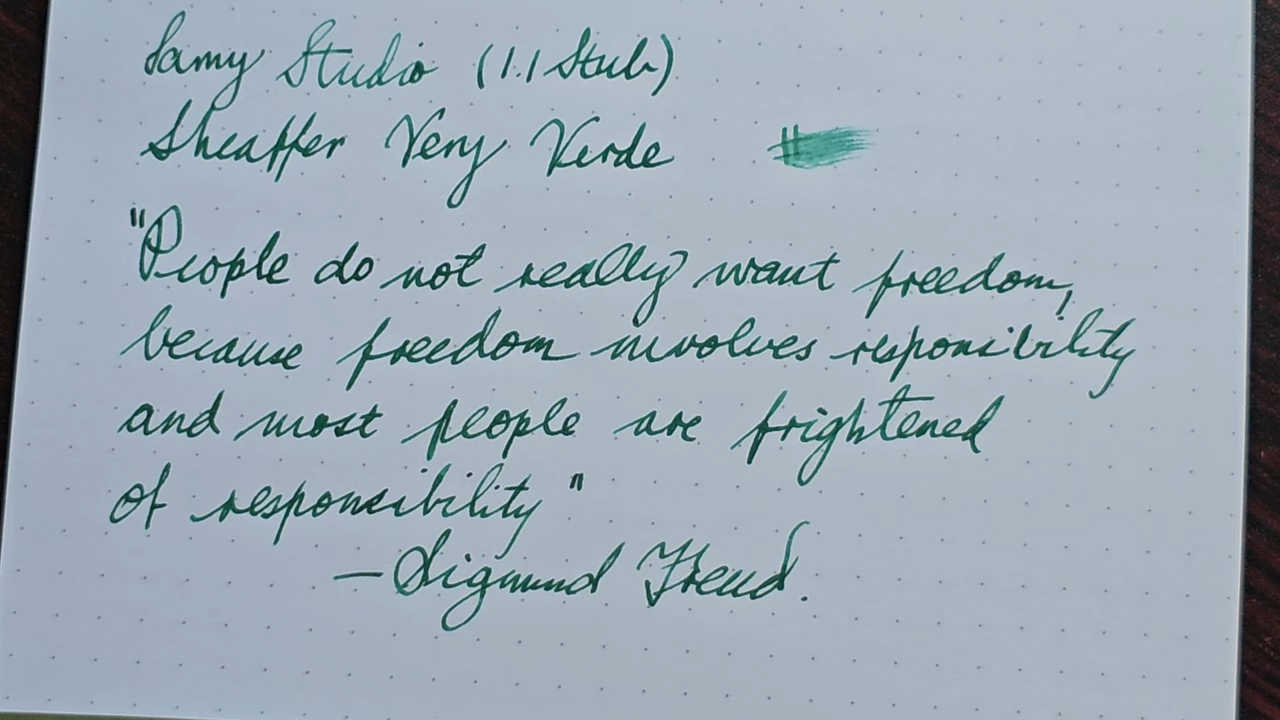 Lamy Studio (1.1 Stub)
Sheaffer Very Verde
"People do not really want freedom,
because freedom involves responsibility
and most people are frightened
of responsibility"
—Sigmund Freud.